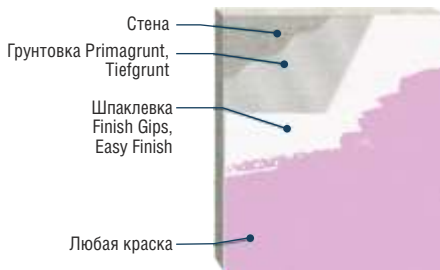 Стена
Грунтовка Primagrunt,
Tiefgrunt
Шпаклевка
Finish Gips,
Easy Finish
Любая краска